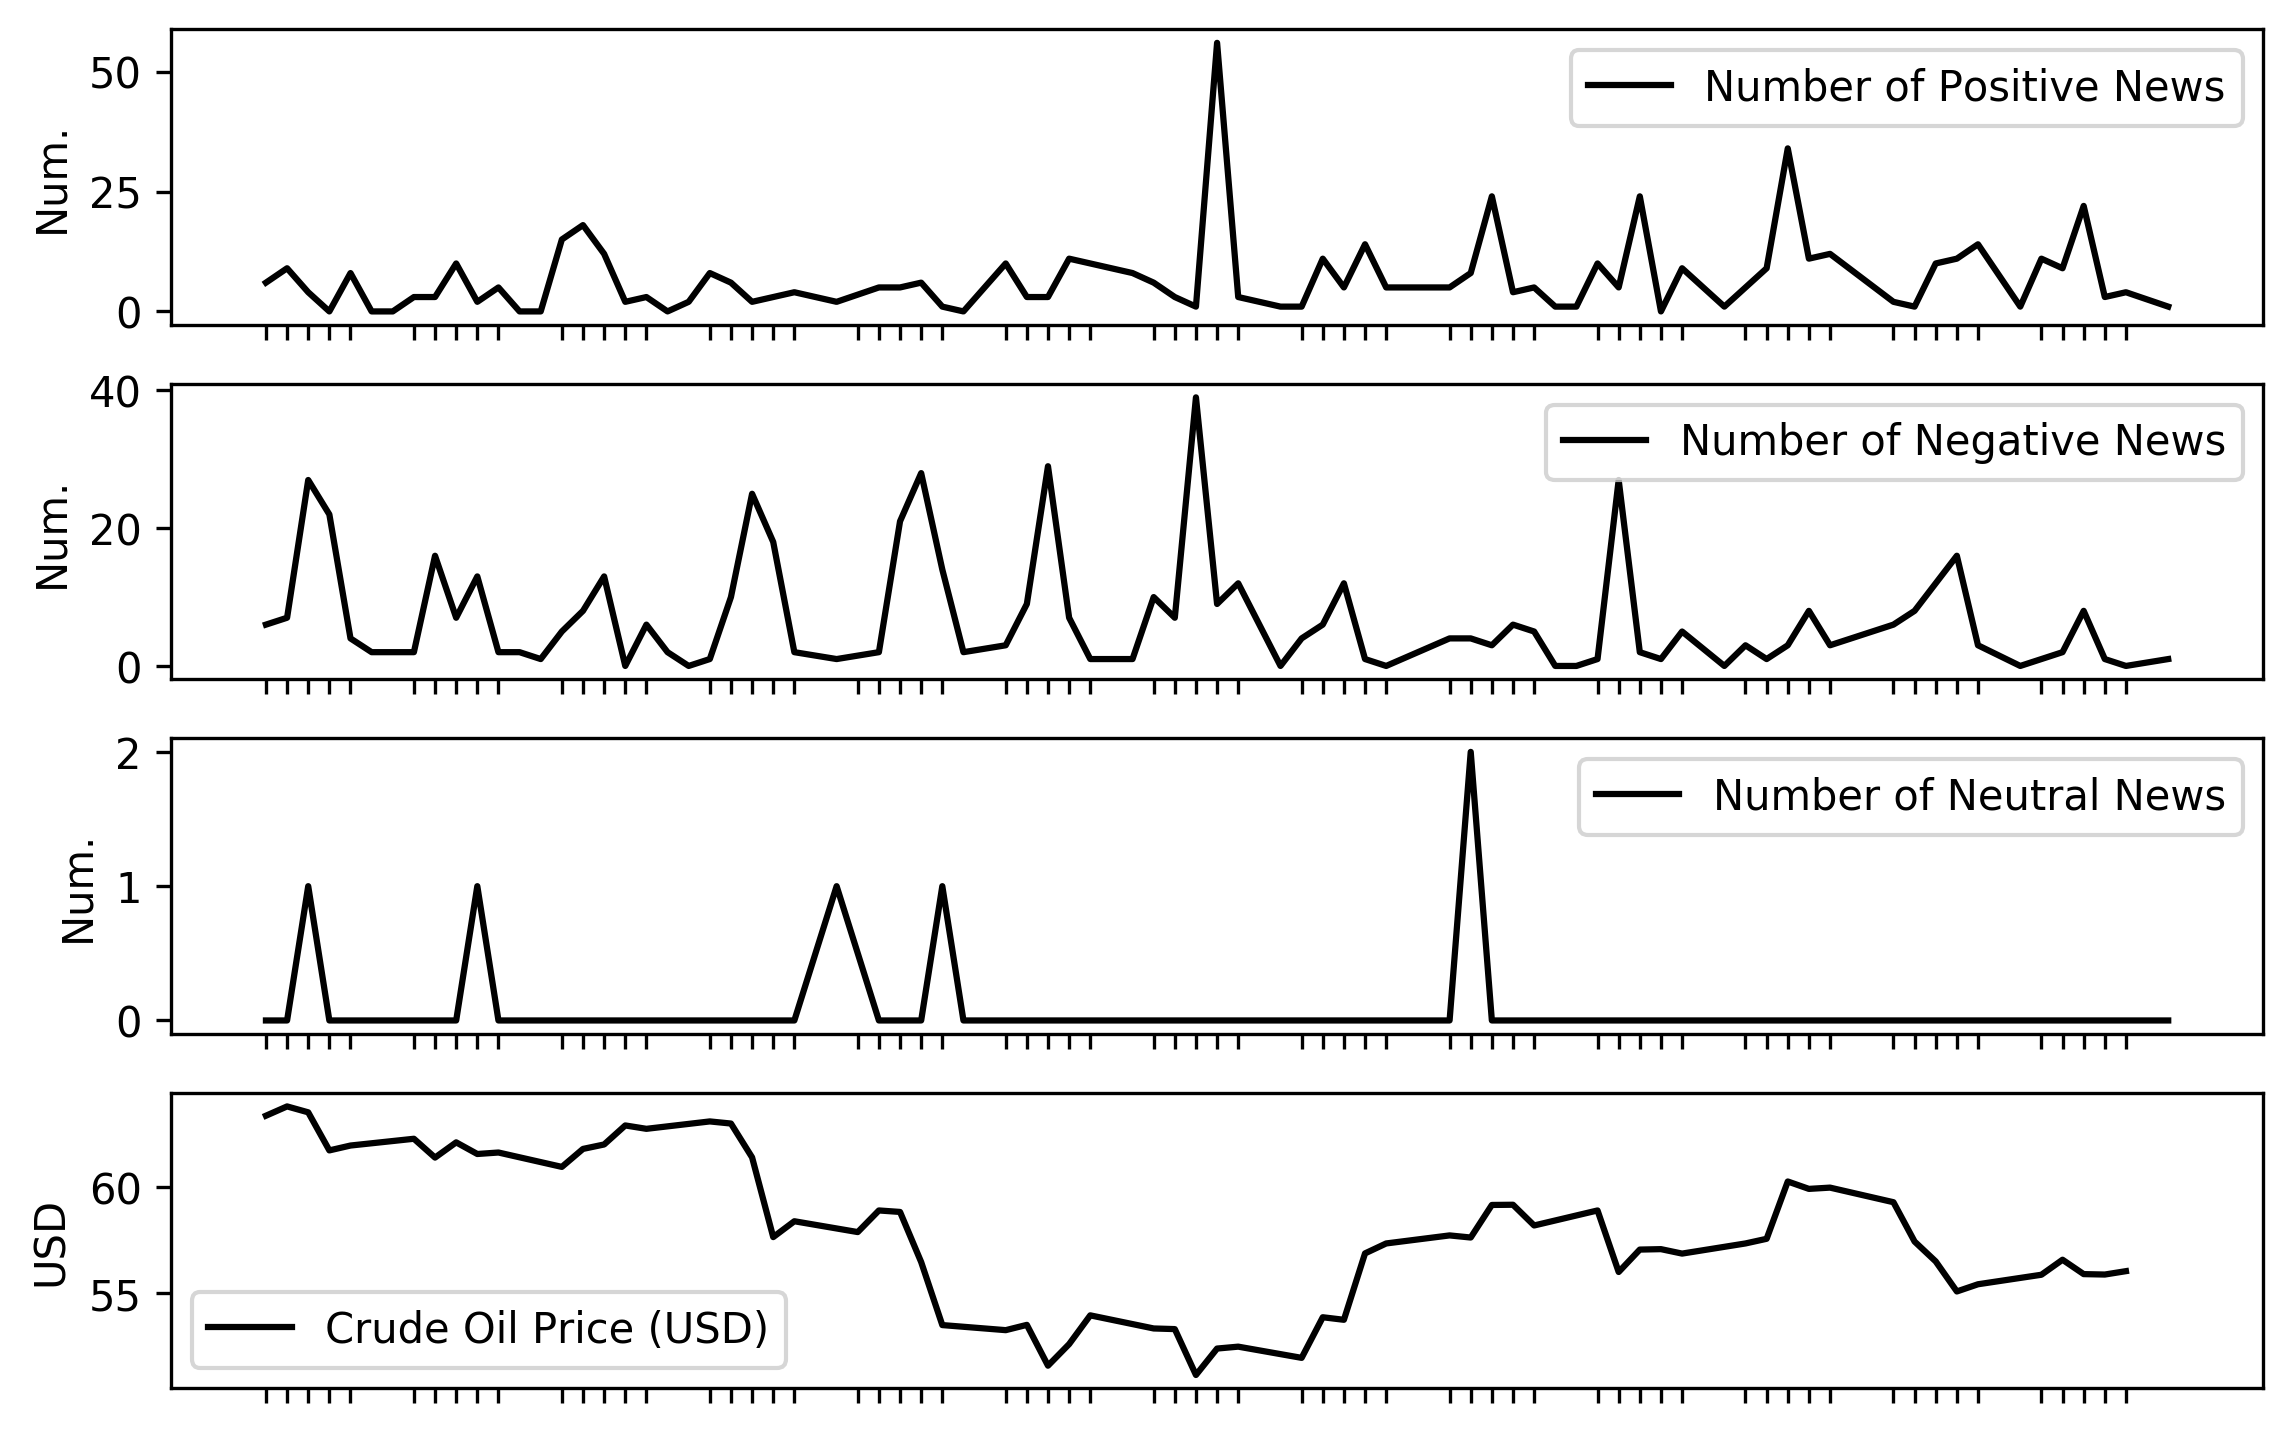 Num.
50
25
0
Number of Positive News
Num.
40
20
0
Number of Negative News
Num.
2
1
0
Number of Neutral News
USD
60
55
Crude Oil Price (USD)